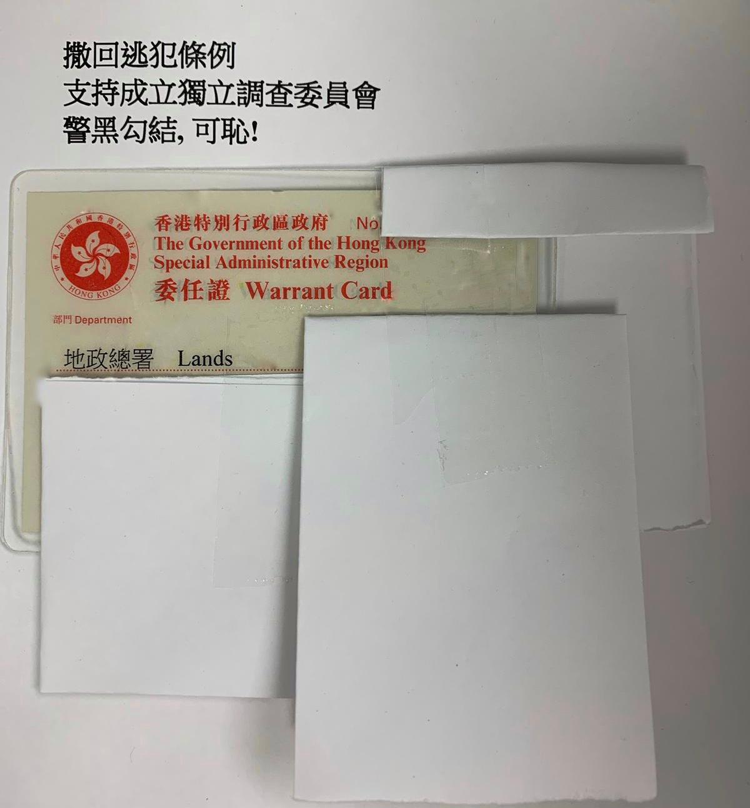 撒回逃犯條例
支持成立獨立調查委員會
警黑勾結, 可恥!
香港特別行政區政府 No
The Government of the Hong Kong
Special Administrative Region
委任證 Warrant Card
中華人民共和國香港特別行政區
HONG KONG
部門 Department
地政總署 Lands